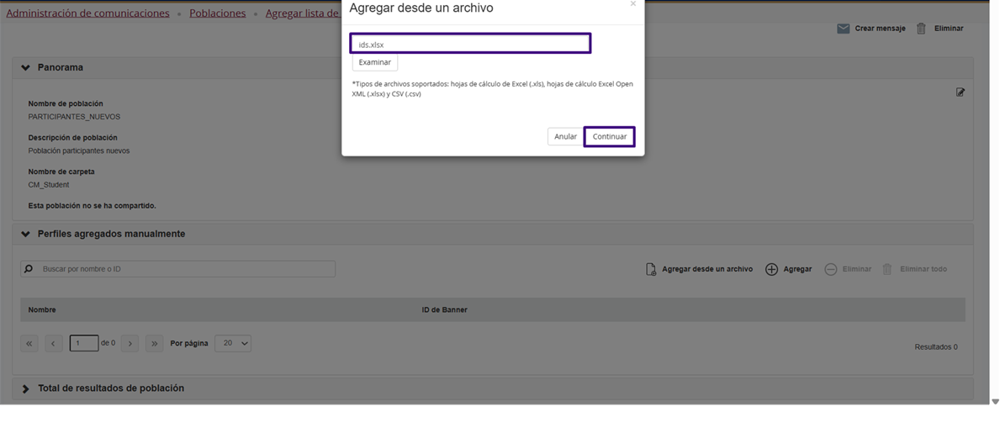 Administración de comunicaciones • Poblaciones • Agregar lista de
Agregar desde un archivo
×
ids.xlsx
Examinar
*Tipos de archivos soportados: hojas de cálculo de Excel (.xls), hojas de cálculo Excel Open
XML (.xlsx) y CSV (.csv)
Anular Continuar
Crear mensaje Eliminar
Panorama
Nombre de población
PARTICIPANTES_NUEVOS
Descripción de población
Población participantes nuevos
Nombre de carpeta
CM_Student
Esta población no se ha compartido.
Perfiles agregados manualmente
Buscar por nombre o ID
Agregar desde un archivo Agregar Eliminar Eliminar todo
Nombre ID de Banner
« ‹ 1 de 0 › » Por página 20
Resultados 0
Total de resultados de población